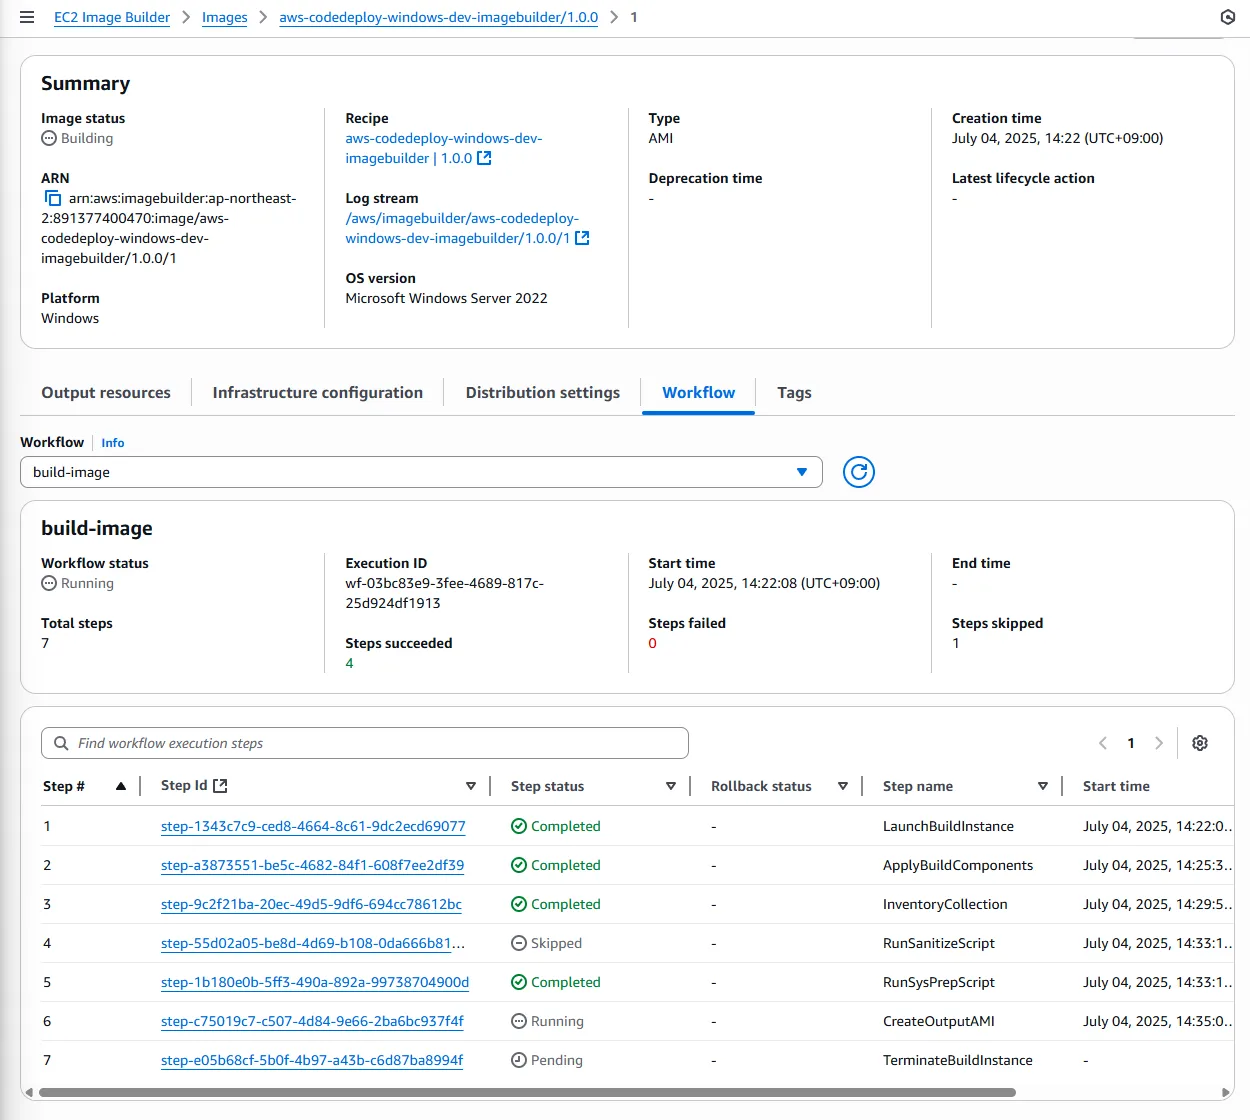 EC2 Image Builder > Images > aws-codedeploy-windows-dev-imagebuilder/1.0.0 > 1
Summary
Image status
Building
ARN
arn:aws:imagebuilder:ap-northeast-
2:891377400470:image/aws-
codedeploy-windows-dev-
imagebuilder/1.0.0/1
Platform
Windows
Recipe
aws-codedeploy-windows-dev-
imagebuilder | 1.0.0
Log stream
/aws/imagebuilder/aws-codedeploy-
windows-dev-imagebuilder/1.0.0/1
OS version
Microsoft Windows Server 2022
Type
AMI
Deprecation time
-
Creation time
July 04, 2025, 14:22 (UTC+09:00)
Latest lifecycle action
-
Output resources Infrastructure configuration Distribution settings Workflow Tags
Workflow Info
build-image
build-image
Workflow status
Running
Total steps
7
Execution ID
wf-03bc83e9-3fee-4689-817c-
25d924df1913
Steps succeeded
4
Start time
July 04, 2025, 14:22:08 (UTC+09:00)
Steps failed
0
End time
-
Steps skipped
1
Find workflow execution steps
1
Step # Step Id Step status Rollback status Step name Start time
1 step-1343c7c9-ced8-4664-8c61-9dc2ecd69077 Completed - LaunchBuildInstance July 04, 2025, 14:22:0…
2 step-a3873551-be5c-4682-84f1-608f7ee2df39 Completed - ApplyBuildComponents July 04, 2025, 14:25:3…
3 step-9c2f21ba-20ec-49d5-9df6-694cc78612bc Completed - InventoryCollection July 04, 2025, 14:29:5…
4 step-55d02a05-be8d-4d69-b108-0da666b81… Skipped - RunSanitizeScript July 04, 2025, 14:33:1…
5 step-1b180e0b-5ff3-490a-892a-99738704900d Completed - RunSysPrepScript July 04, 2025, 14:33:1…
6 step-c75019c7-c507-4d84-9e66-2ba6bc937f4f Running - CreateOutputAMI July 04, 2025, 14:35:0…
7 step-e05b68cf-5b0f-4b97-a43b-c6d87ba8994f Pending - TerminateBuildInstance -